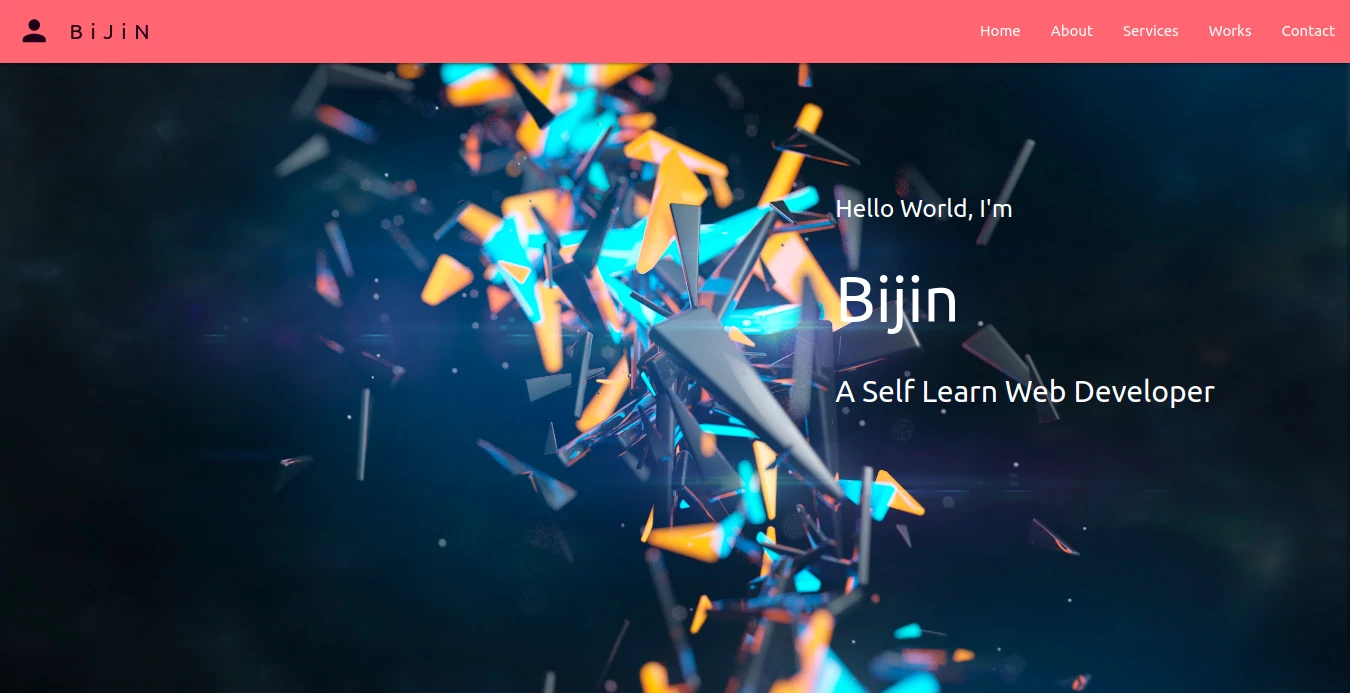 BiJiN
Home About Services Works Contact
Hello World, I'm
Bijin
A Self Learn Web Developer